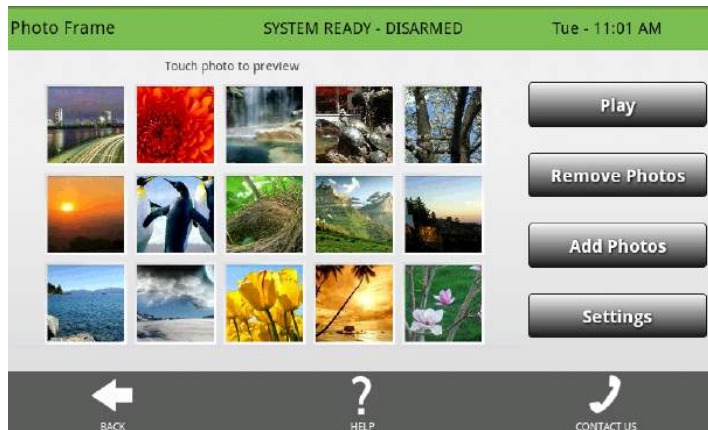 Photo Frame
SYSTEM READY - DISARMED
Tue - 11:01 AM
Touch photo to preview
Play
Remove Photos
Add Photos
Settings
BACK
?
HELP
CONTACT US